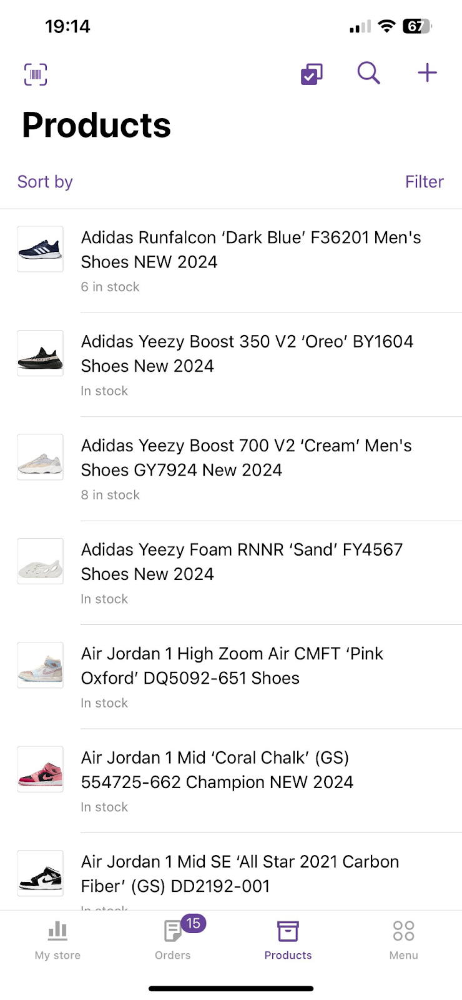 19:14
67
Products
Sort by
Filter
Adidas Runfalcon ‘Dark Blue’ F36201 Men's
Shoes NEW 2024
6 in stock
Adidas Yeezy Boost 350 V2 ‘Oreo’ BY1604
Shoes New 2024
In stock
Adidas Yeezy Boost 700 V2 ‘Cream’ Men's
Shoes GY7924 New 2024
8 in stock
Adidas Yeezy Foam RNNR ‘Sand’ FY4567
Shoes New 2024
In stock
Air Jordan 1 High Zoom Air CMFT ‘Pink
Oxford’ DQ5092-651 Shoes
In stock
Air Jordan 1 Mid ‘Coral Chalk’ (GS)
554725-662 Champion NEW 2024
In stock
Air Jordan 1 Mid SE ‘All Star 2021 Carbon
Fiber’ (GS) DD2192-001
In stock
15
My store
Orders
Products
Menu